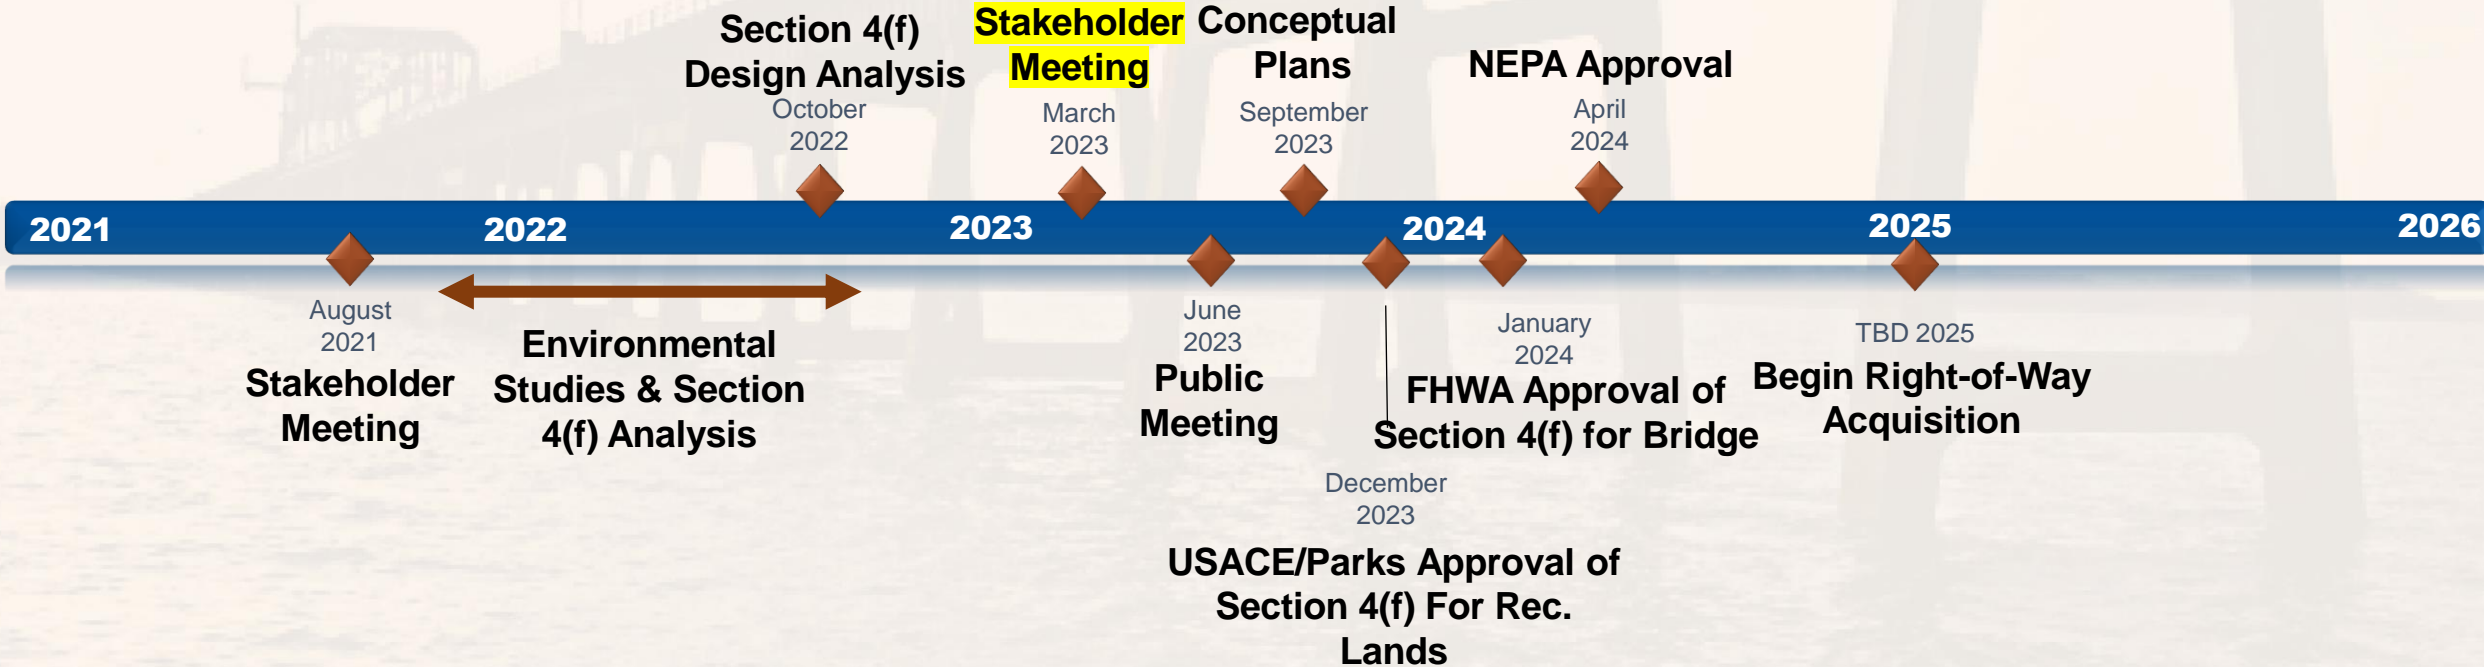 Section 4(f)
Design Analysis
October
2022
Stakeholder
Meeting
March
2023
Conceptual
Plans
September
2023
NEPA Approval
April
2024
2021 2022 2023 2024 2025 2026
August
2021
Stakeholder
Meeting
Environmental
Studies & Section
4(f) Analysis
June
2023
Public
Meeting
December
2023
USACE/Parks Approval of
Section 4(f) For Rec.
Lands
January
2024
FHWA Approval of
Section 4(f) for Bridge
TBD 2025
Begin Right-of-Way
Acquisition